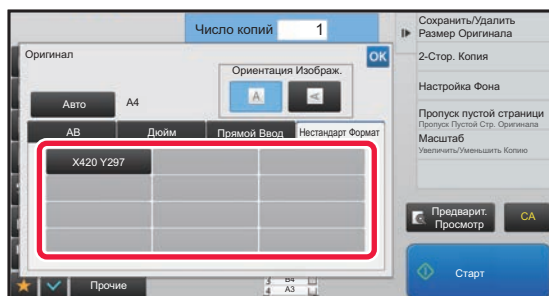 Число копий 1
Оригинал
OK
Ориентация Изображ.
A
A
Авто A4
AB Дюйм Прямой Ввод Нестандарт Формат
X420 Y297
Прочие
3 B4
4 A3
Сохранить/Удалить
Размер Оригинала
2-Стор. Копия
Настройка Фона
Пропуск пустой страници
Пропуск Пустой Стр. Оригинала
Масштаб
Увеличить/Уменьшить Копию
Предварит.
Просмотр
CA
Старт